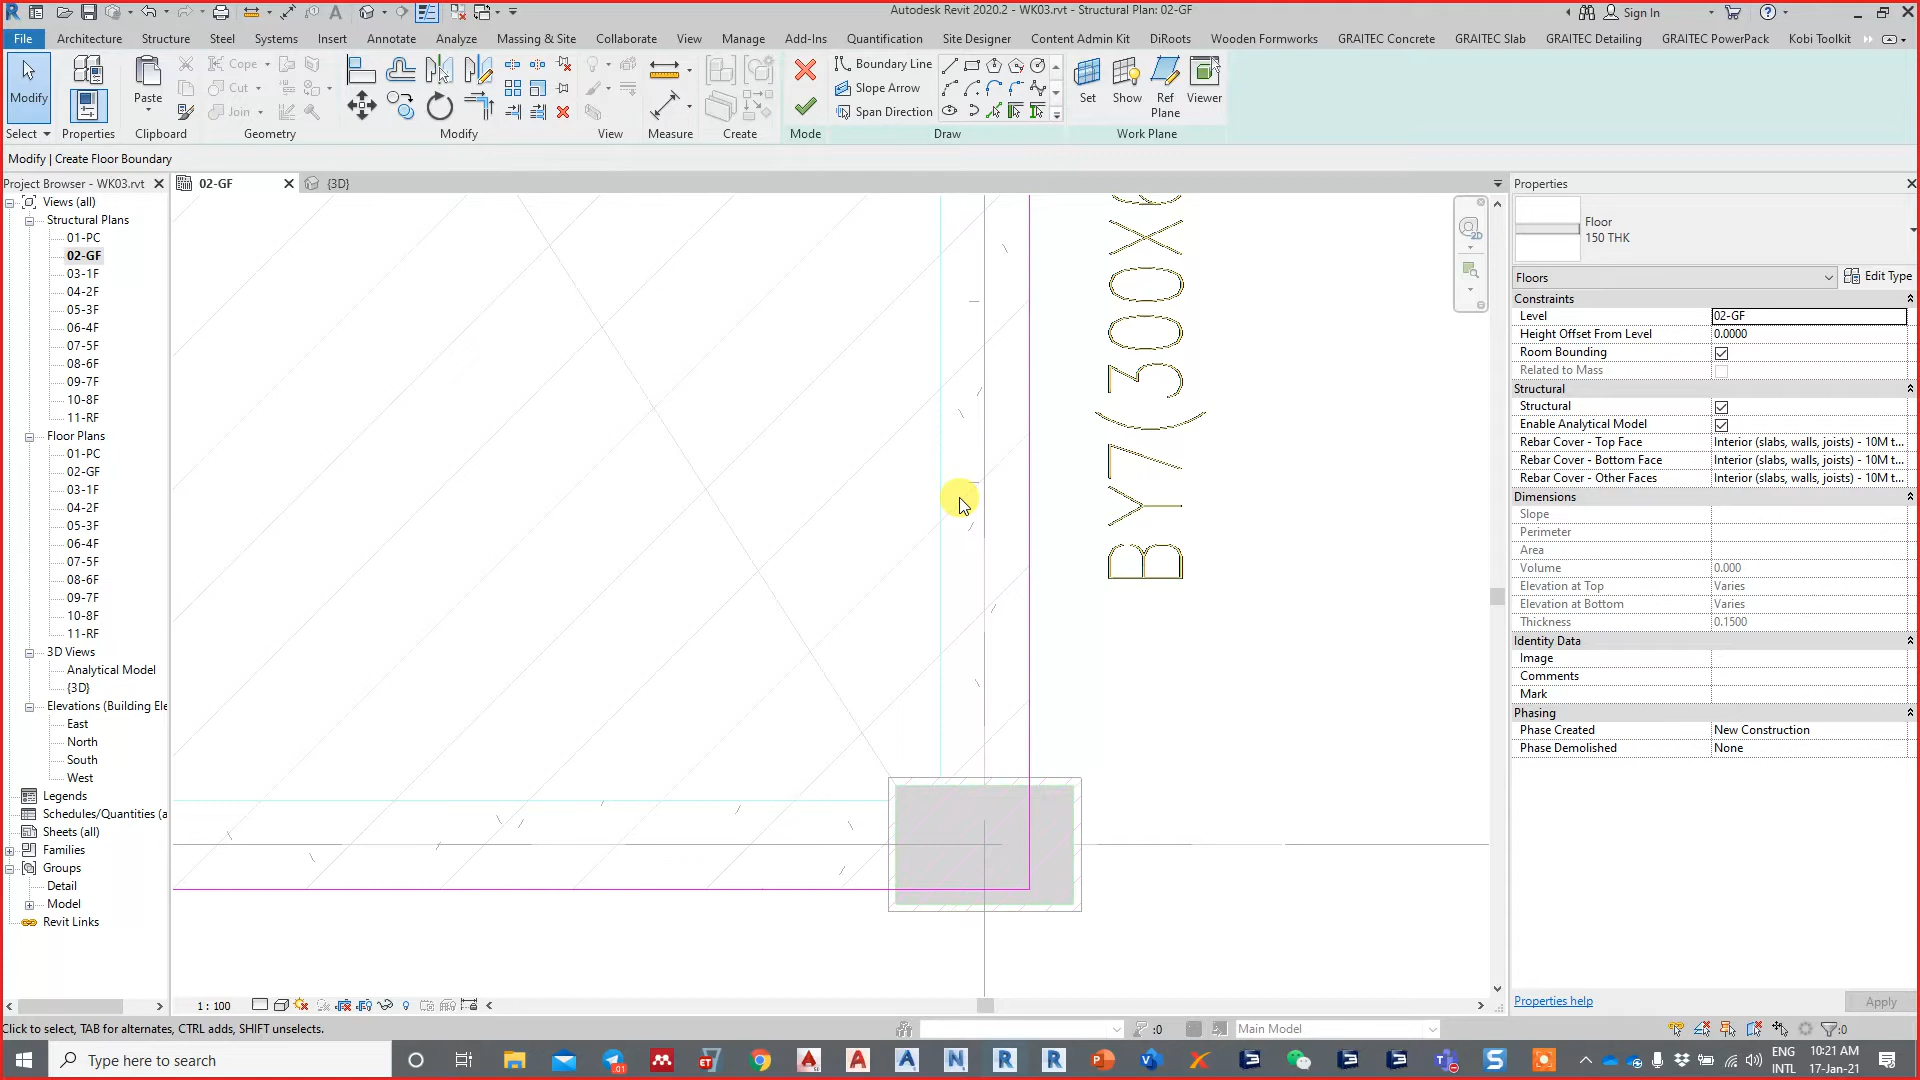 Autodesk Revit 2020.2 - WK03.rvt - Structural Plan: 02-GF
Sign In
File Architecture Structure Steel Systems Insert Annotate Analyze Massing & Site Collaborate View Manage Add-Ins Quantification Site Designer Content Admin Kit DiRoots Wooden Formworks GRAITEC Concrete GRAITEC Slab GRAITEC Detailing GRAITEC PowerPack Kobi Toolkit
Modify
Paste
Cope
Cut
Join
Boundary Line
Slope Arrow
Span Direction
Set
Show
Ref
Plane
Viewer
Select Properties Clipboard Geometry Modify View Measure Create Mode Draw Work Plane
Modify | Create Floor Boundary
Project Browser - WK03.rvt
Views (all)
Structural Plans
01-PC
02-GF
03-1F
04-2F
05-3F
06-4F
07-5F
08-6F
09-7F
10-8F
11-RF
Floor Plans
01-PC
02-GF
03-1F
04-2F
05-3F
06-4F
07-5F
08-6F
09-7F
10-8F
11-RF
3D Views
Analytical Model
{3D}
Elevations (Building Ele
East
North
South
West
Legends
Schedules/Quantities (a
Sheets (all)
Families
Groups
Detail
Model
Revit Links
02-GF
{3D}
2D
BY7(300X
1 : 100
Properties
Floor
150 THK
Floors
Edit Type
Constraints
Level 02-GF
Height Offset From Level 0.0000
Room Bounding
Related to Mass
Structural
Structural
Enable Analytical Model
Rebar Cover - Top Face Interior (slabs, walls, joists) - 10M t...
Rebar Cover - Bottom Face Interior (slabs, walls, joists) - 10M t...
Rebar Cover - Other Faces Interior (slabs, walls, joists) - 10M t...
Dimensions
Slope
Perimeter
Area
Volume 0.000
Elevation at Top Varies
Elevation at Bottom Varies
Thickness 0.1500
Identity Data
Image
Comments
Mark
Phasing
Phase Created New Construction
Phase Demolished None
Properties help
Apply
Click to select, TAB for alternates, CTRL adds, SHIFT unselects.
:0
Main Model
:0
Type here to search
ENG
INTL
10:21 AM
17-Jan-21